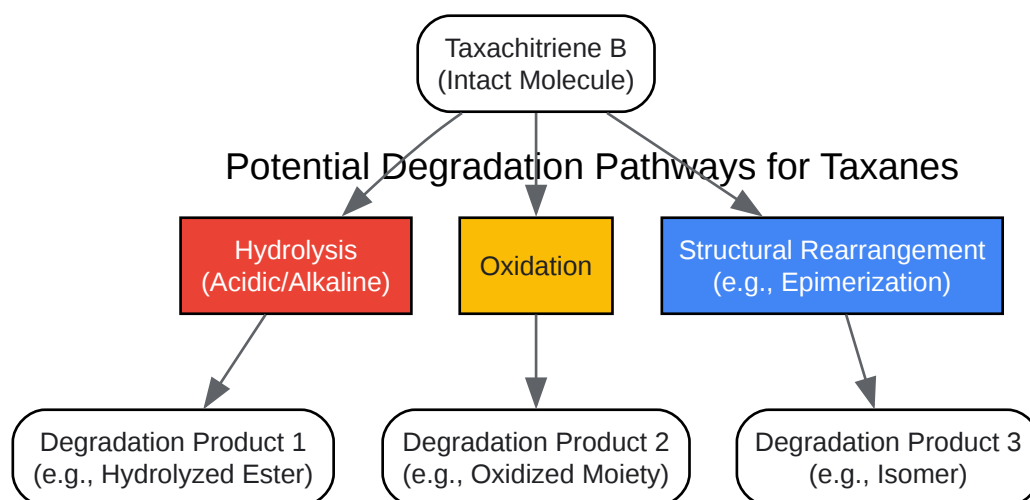 Taxachitriene B
(Intact Molecule)
Potential Degradation Pathways for Taxanes
Hydrolysis
(Acidic/Alkaline)
Oxidation
Structural Rearrangement
(e.g., Epimerization)
Degradation Product 1
(e.g., Hydrolyzed Ester)
Degradation Product 2
(e.g., Oxidized Moiety)
Degradation Product 3
(e.g., Isomer)